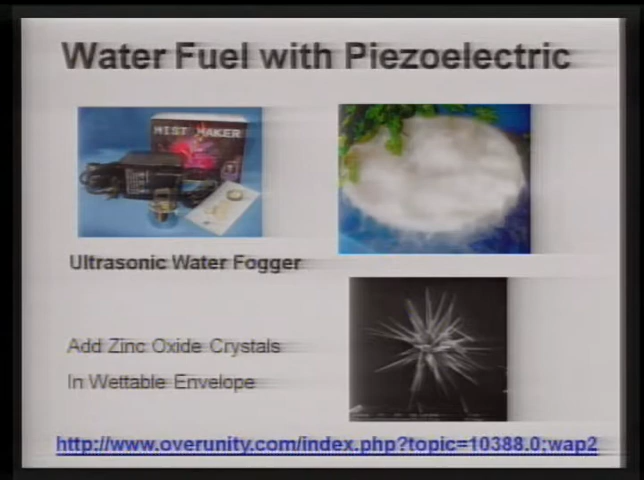 Water Fuel with Piezoelectric
MIST MAKER
Ultrasonic Water Fogger
Add Zinc Oxide Crystals
In Wettable Envelope
http://www.overunity.com/index.php?topic=10388.0;wap2